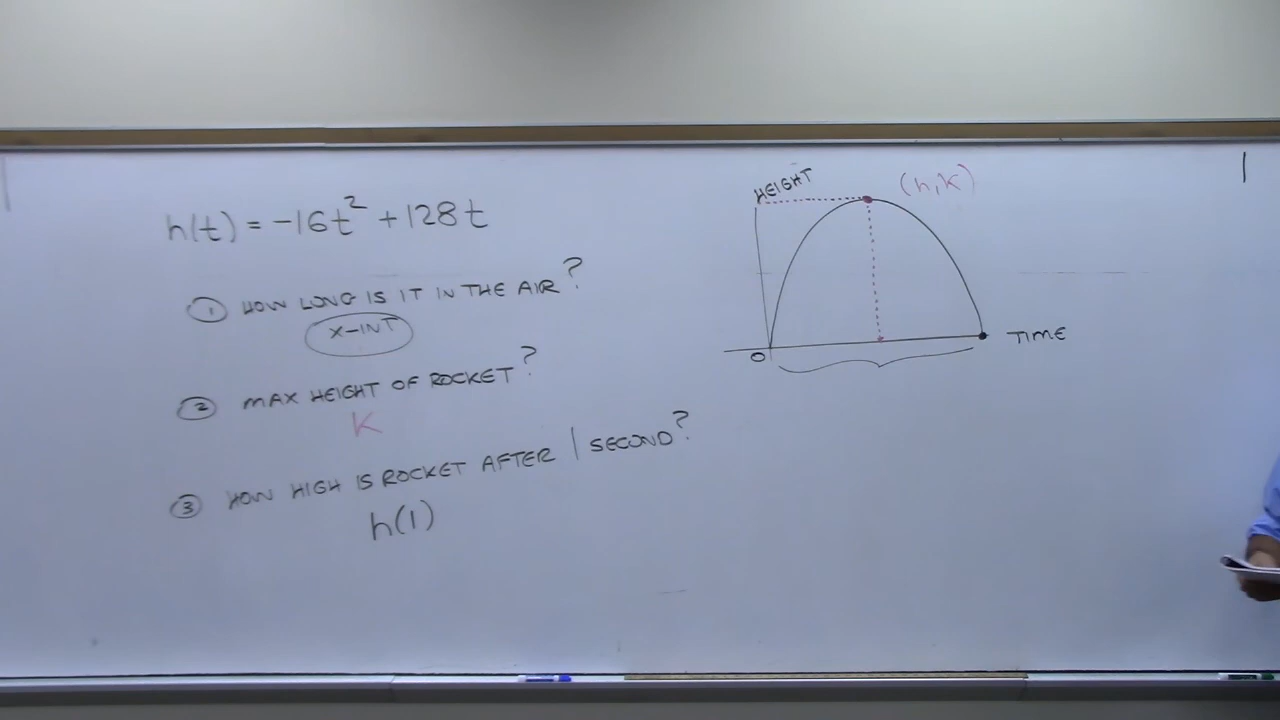 h(t) = -16t² + 128t
① HOW LONG IS IT IN THE AIR?
X-INT
② MAX HEIGHT OF ROCKET?
K
③ HOW HIGH IS ROCKET AFTER 1 SECOND?
h(1)
HEIGHT
(h,k)
0
TIME